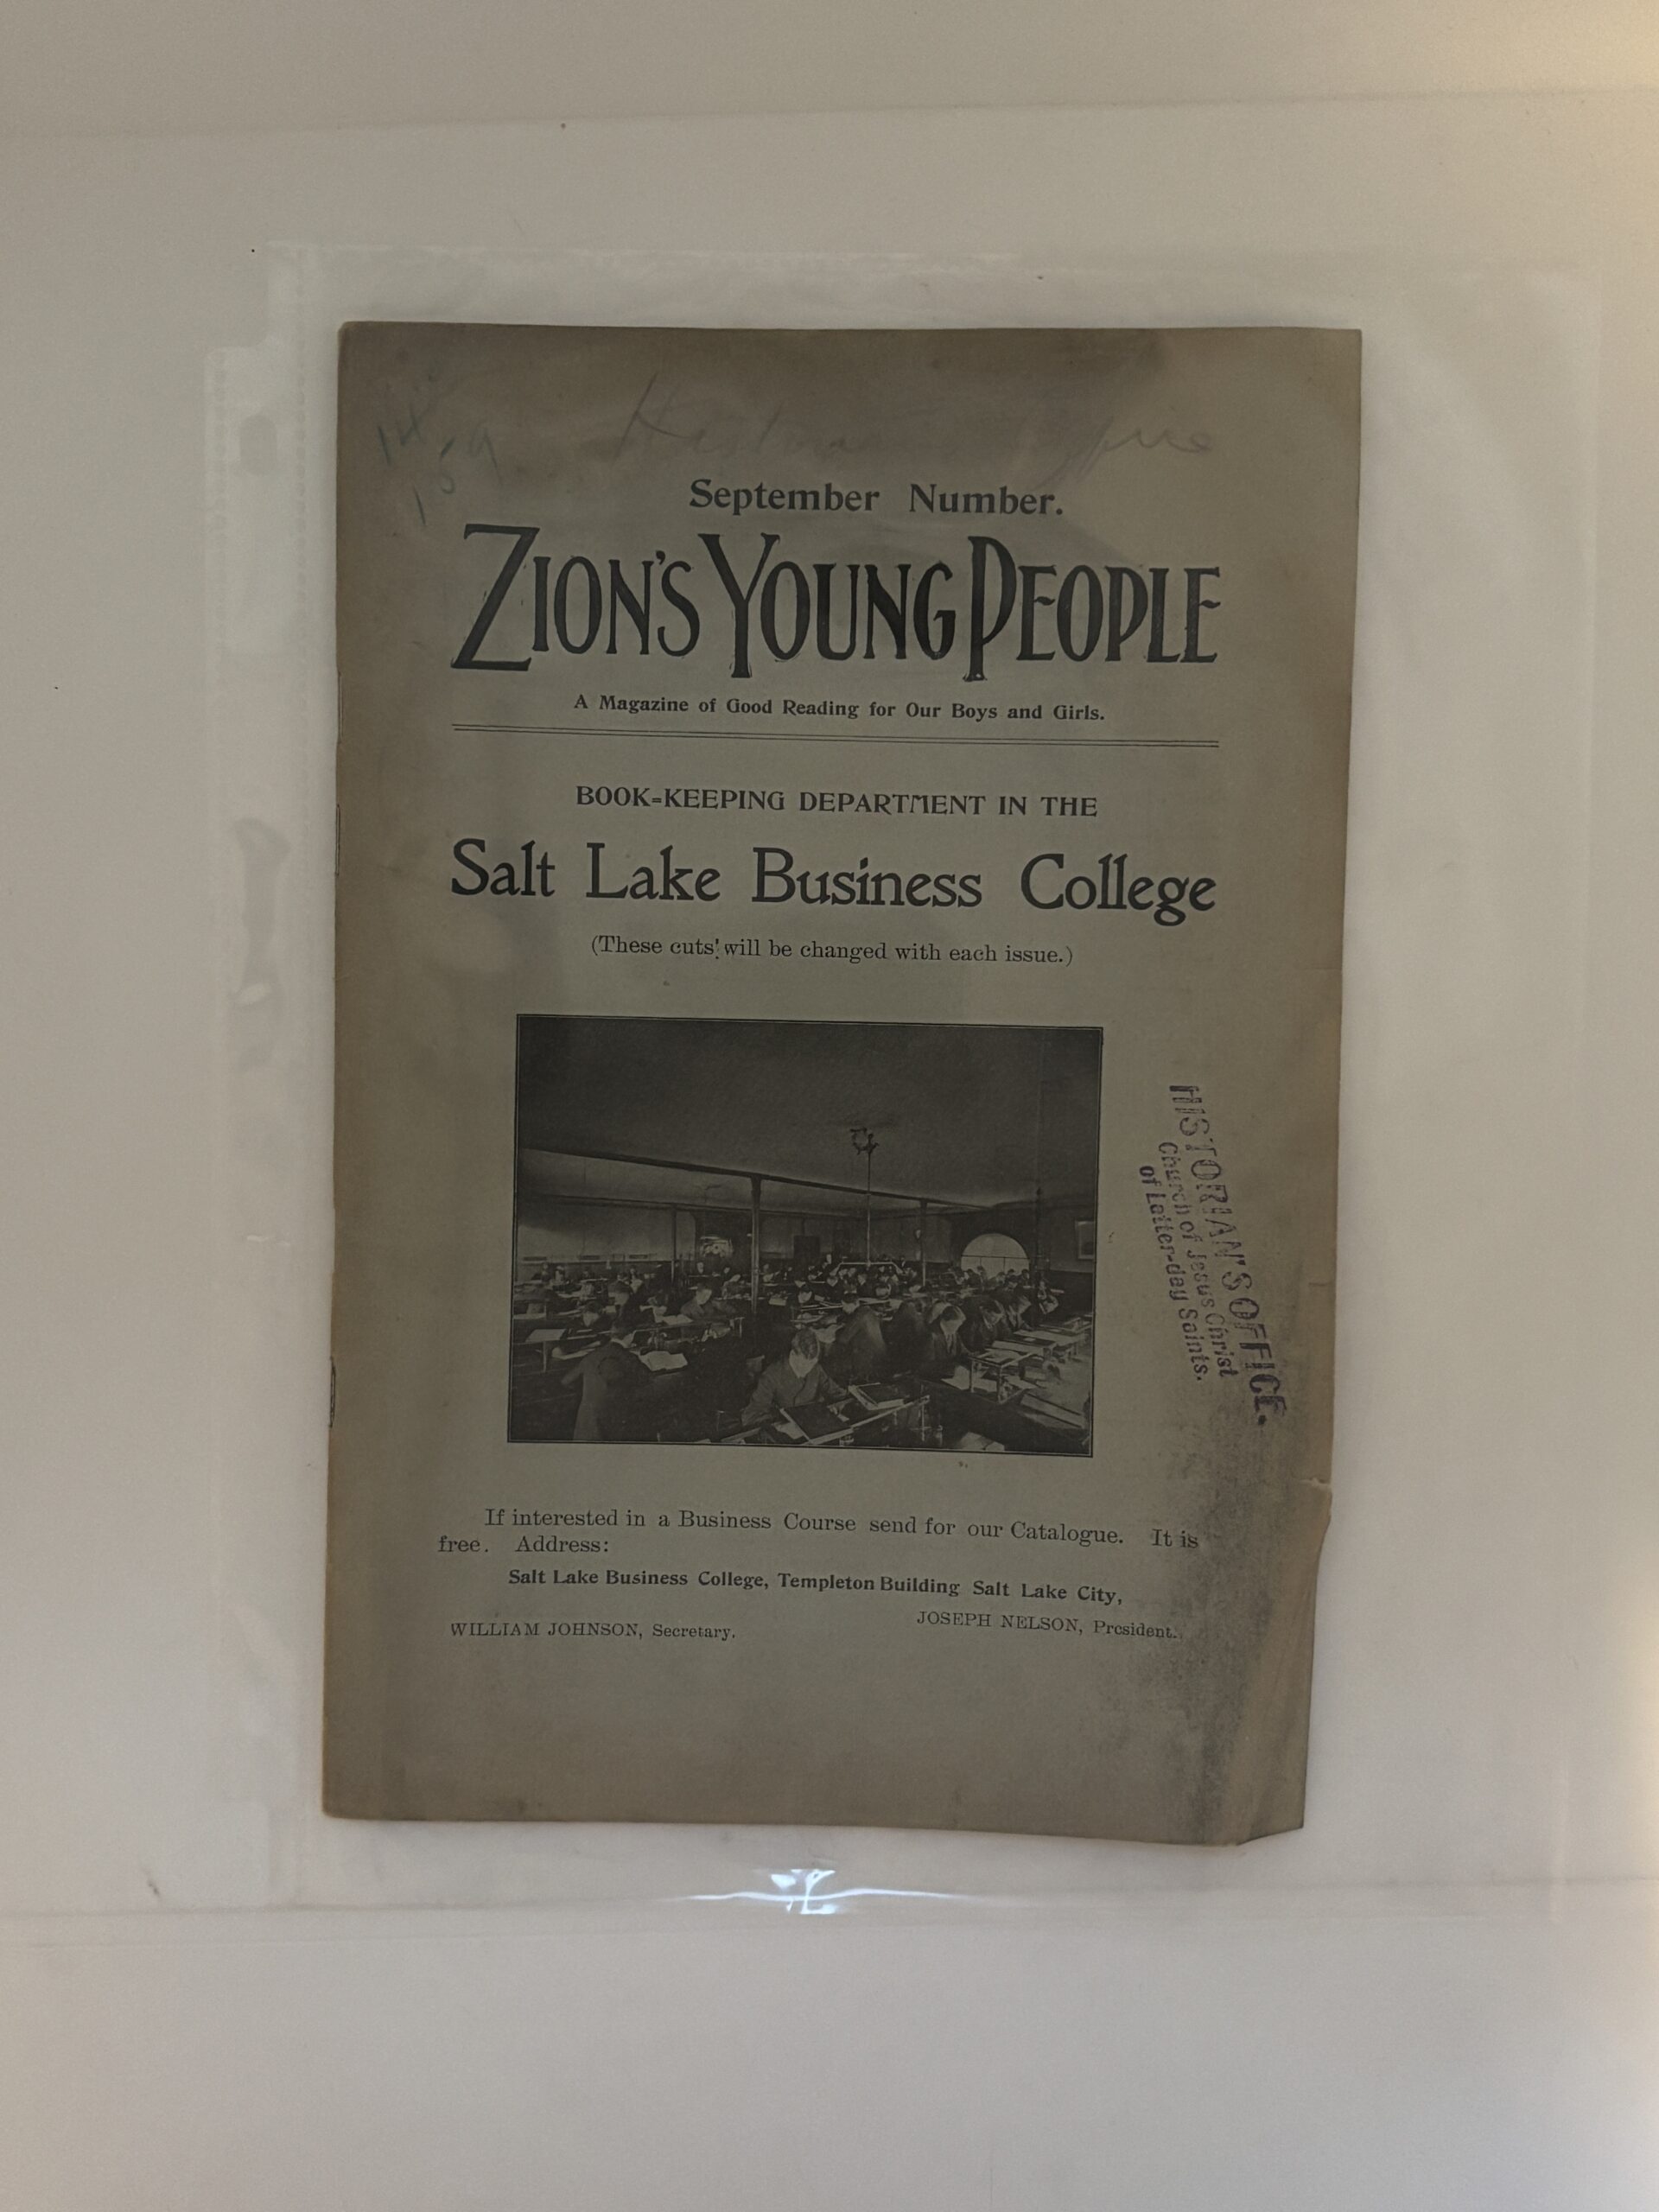 14
159
September Number.
ZION'S YOUNG PEOPLE
A Magazine of Good Reading for Our Boys and Girls.
BOOK-KEEPING DEPARTMENT IN THE
Salt Lake Business College
(These cuts' will be changed with each issue.)
HISTORIAN'S OFFICE.
Church of Jesus Christ
of Latter-day Saints.
If interested in a Business Course send for our Catalogue. It is
free. Address:
Salt Lake Business College, Templeton Building Salt Lake City,
WILLIAM JOHNSON, Secretary. JOSEPH NELSON, President.